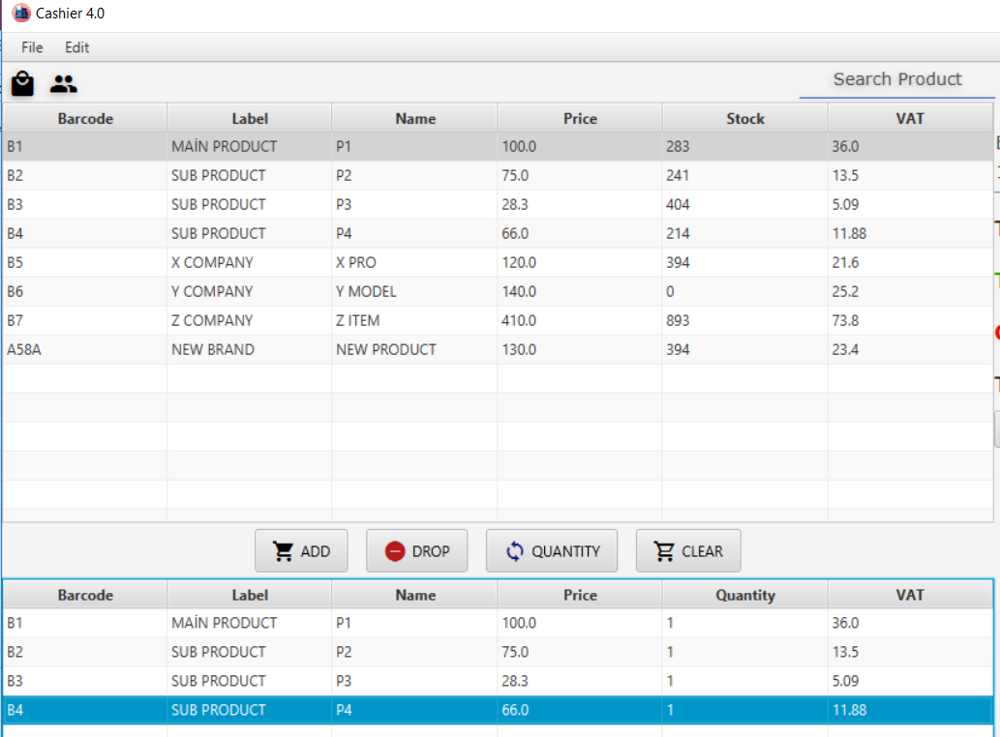 Cashier 4.0
File Edit
Search Product
Barcode Label Name Price Stock VAT
B1 MAİN PRODUCT P1 100.0 283 36.0
B2 SUB PRODUCT P2 75.0 241 13.5
B3 SUB PRODUCT P3 28.3 404 5.09
B4 SUB PRODUCT P4 66.0 214 11.88
B5 X COMPANY X PRO 120.0 394 21.6
B6 Y COMPANY Y MODEL 140.0 0 25.2
B7 Z COMPANY Z ITEM 410.0 893 73.8
A58A NEW BRAND NEW PRODUCT 130.0 394 23.4
ADD DROP QUANTITY CLEAR
Barcode Label Name Price Quantity VAT
B1 MAİN PRODUCT P1 100.0 1 36.0
B2 SUB PRODUCT P2 75.0 1 13.5
B3 SUB PRODUCT P3 28.3 1 5.09
B4 SUB PRODUCT P4 66.0 1 11.88